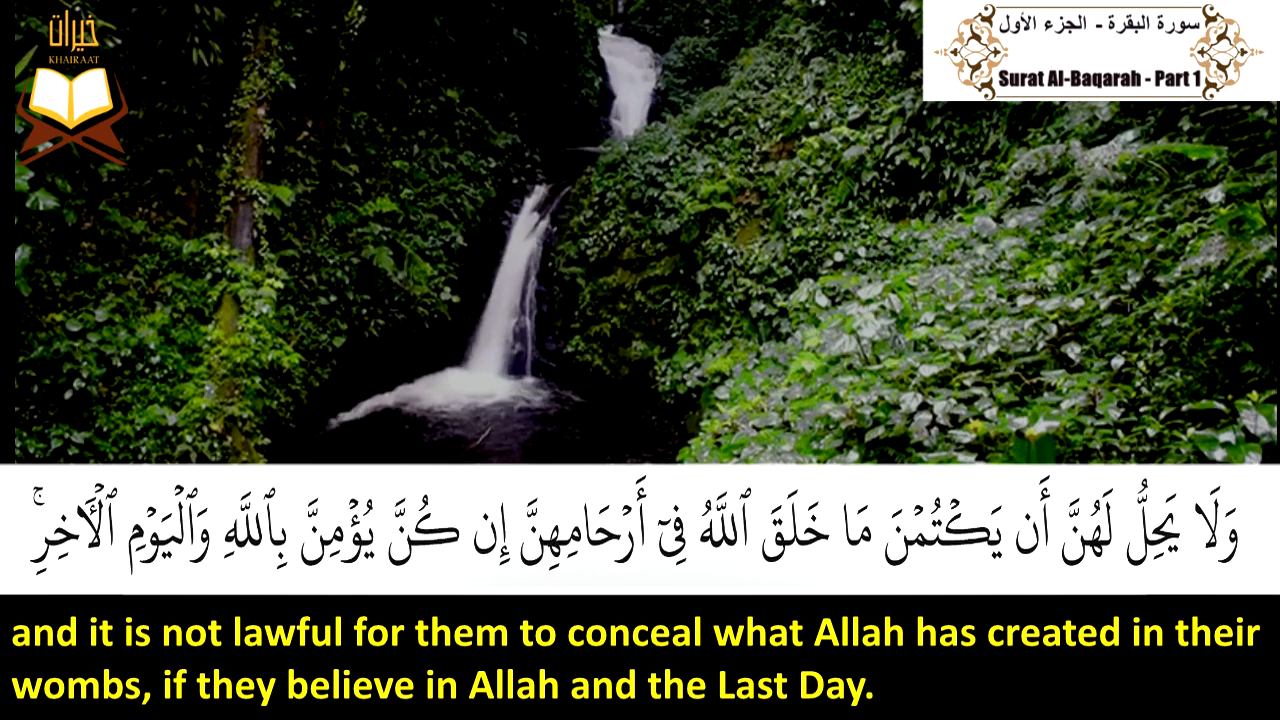 خيرات
KHAIRAAT
سورة البقرة - الجزء الأول
Surat Al-Baqarah - Part 1
وَلَا يَحِلُّ لَهُنَّ أَن يَكۡتُمۡنَ مَا خَلَقَ ٱللَّهُ فِيٓ أَرۡحَامِهِنَّ إِن كُنَّ يُؤۡمِنَّ بِٱللَّهِ وَٱلۡيَوۡمِ ٱلۡأٓخِرِۚ
and it is not lawful for them to conceal what Allah has created in their
wombs, if they believe in Allah and the Last Day.